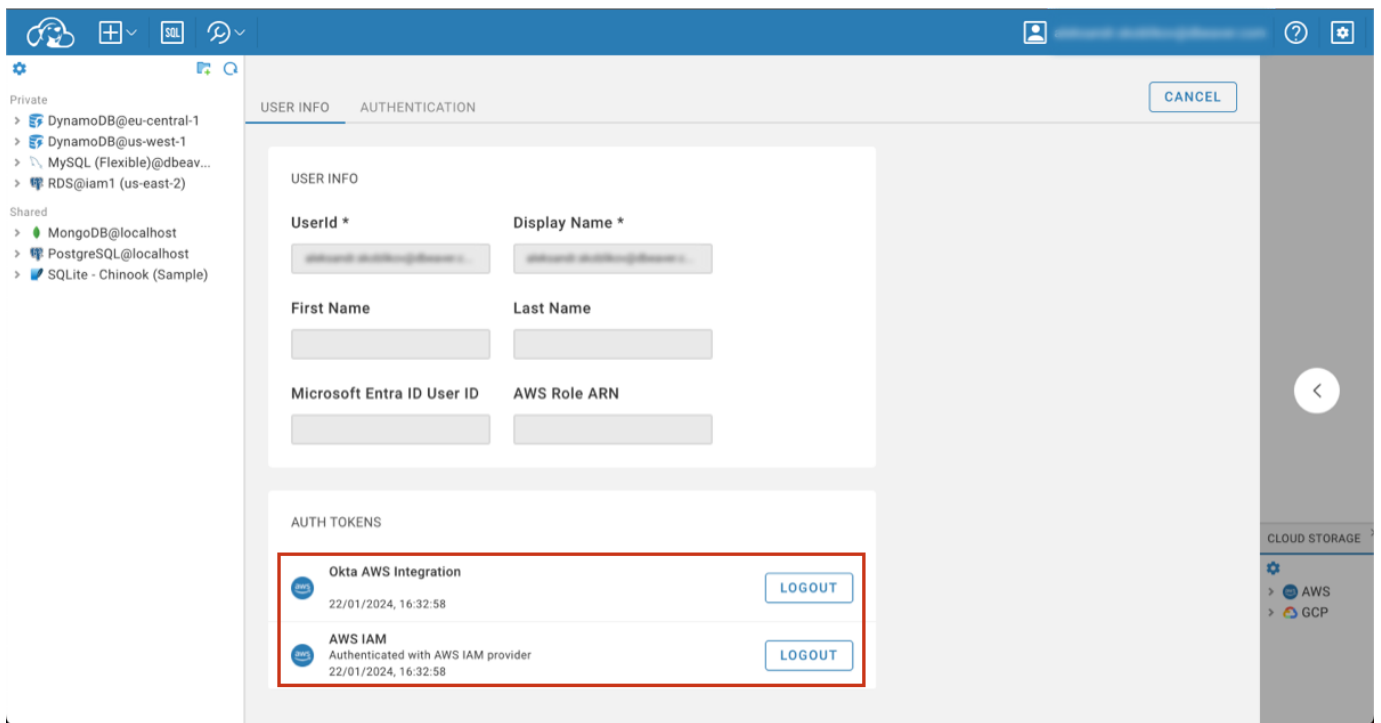 SQL
Private
DynamoDB@eu-central-1
DynamoDB@us-west-1
MySQL (Flexible)@dbeav...
RDS@iam1 (us-east-2)
Shared
MongoDB@localhost
PostgreSQL@localhost
SQLite - Chinook (Sample)
USER INFO AUTHENTICATION
CANCEL
USER INFO
UserId * Display Name *
First Name Last Name
Microsoft Entra ID User ID AWS Role ARN
AUTH TOKENS
aws
Okta AWS Integration
22/01/2024, 16:32:58
LOGOUT
aws
AWS IAM
Authenticated with AWS IAM provider
22/01/2024, 16:32:58
LOGOUT
CLOUD STORAGE
AWS
GCP